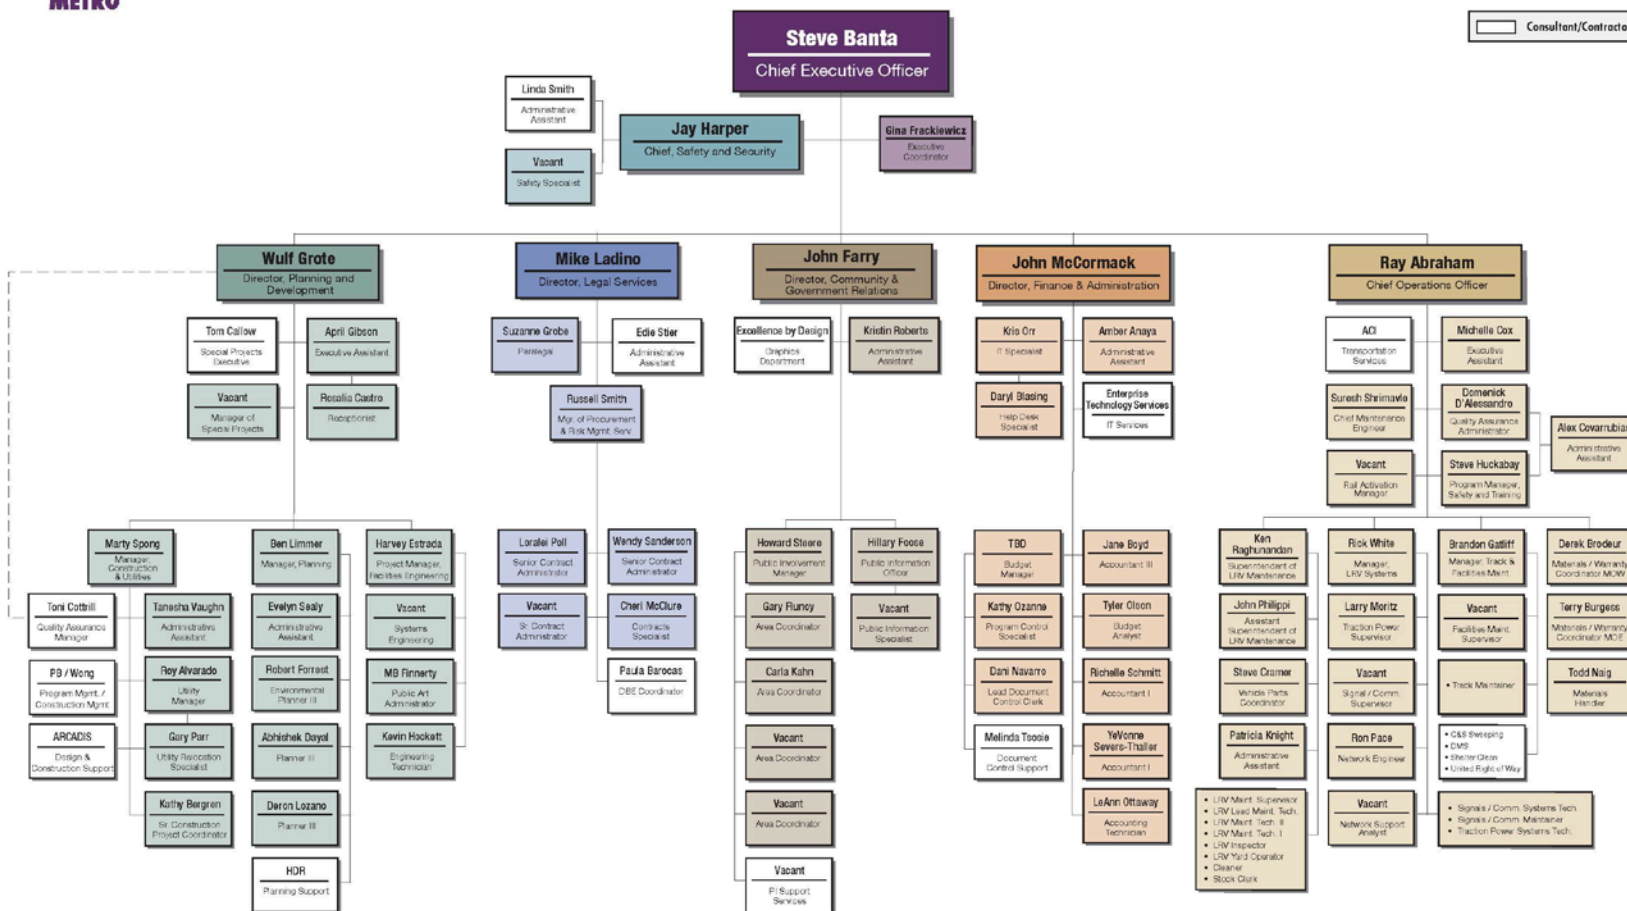 METRO
Consultant/Contracto
Steve Banta
Chief Executive Officer
Linda Smith
Administrative
Assistant
Jay Harper
Chief, Safety and Security
Gina Frackiewicz
Executive
Coordinator
Vacant
Safety Specialist
Wulf Grote
Director, Planning and
Development
Mike Ladino
Director, Legal Services
John Farry
Director, Community &
Government Relations
John McCormack
Director, Finance & Administration
Ray Abraham
Chief Operations Officer
Tom Callow
Special Projects
Executive
April Gibson
Executive Assistant
Vacant
Manager of
Special Projects
Rosalia Castro
Receptionist
Suzanne Grobe
Paralegal
Edie Stier
Administrative
Assistant
Russell Smith
Mgr. of Procurement
& Risk Mgmt. Serv.
Excellence by Design
Graphics
Department
Kristin Roberts
Administrative
Assistant
Kris Orr
IT Specialist
Amber Anaya
Administrative
Assistant
Daryl Blasing
Help Desk
Specialist
Enterprise
Technology Services
IT Services
ACI
Transportation
Services
Michelle Cox
Executive
Assistant
Suresh Shrimavle
Chief Maintenance
Engineer
Domenick
D'Alessandro
Quality Assurance
Administrator
Alex Covarrubia
Administrative
Assistant
Vacant
Rail Activation
Manager
Steve Huckabay
Program Manager,
Safety and Training
Marty Spong
Manager,
Construction
& Utilities
Toni Cottrill
Quality Assurance
Manager
Tanesha Vaughn
Administrative
Assistant
PB / Wong
Program Mgmt. /
Construction Mgmt
Roy Alvarado
Utility
Manager
ARCADIS
Design &
Construction Support
Gary Parr
Utility Relocation
Specialist
Kathy Bergren
Sr. Construction
Project Coordinator
Ben Limmer
Manager, Planning
Evelyn Sealy
Administrative
Assistant
Robert Forrest
Environmental
Planner III
Abhishek Dayal
Planner III
Deron Lozano
Planner III
HDR
Planning Support
Harvey Estrada
Project Manager,
Facilities Engineering
Vacant
Systems
Engineering
MB Finnerty
Public Art
Administrator
Kevin Hockett
Engineering
Technician
Loralei Poll
Senior Contract
Administrator
Wendy Sanderson
Senior Contract
Administrator
Vacant
Sr. Contract
Administrator
Cheri McClure
Contracts
Specialist
Paula Barocas
DBE Coordinator
Howard Steere
Public Involvement
Manager
Gary Flunoy
Area Coordinator
Carla Kahn
Area Coordinator
Vacant
Area Coordinator
Vacant
Area Coordinator
Vacant
PI Support
Services
Hillary Foose
Public Information
Officer
Vacant
Public Information
Specialist
TBD
Budget
Manager
Jane Boyd
Accountant III
Kathy Ozanne
Program Control
Specialist
Tyler Olson
Budget
Analyst
Dani Navarro
Lead Document
Control Clerk
Richelle Schmitt
Accountant I
Melinda Tsosie
Document
Control Support
YeVonne
Severs-Thaller
Accountant I
LeAnn Ottaway
Accounting
Technician
Ken
Raghunandan
Superintendent of
LRV Maintenance
John Philippi
Assistant
Superintendent of
LRV Maintenance
Steve Cramer
Vehicle Parts
Coordinator
Patricia Knight
Administrative
Assistant
• LRV Maint. Supervisor
• LRV Lead Maint. Tech.
• LRV Maint. Tech. II
• LRV Maint. Tech. I
• LRV Inspector
• LRV Yard Operator
• Cleaner
• Stock Clerk
Rick White
Manager,
LRV Systems
Larry Moritz
Traction Power
Supervisor
Vacant
Signal / Comm.
Supervisor
Ron Pace
Network Engineer
Vacant
Network Support
Analyst
Brandon Gatliff
Manager, Track &
Facilities Maint.
Vacant
Facilities Maint.
Supervisor
• Track Maintainer
• C&S Sweeping
• DMS
• Shelter Clean
• United Right of Way
• Signals / Comm. Systems Tech.
• Signals / Comm. Maintainer
• Traction Power Systems Tech.
Derek Brodeur
Materials / Warranty
Coordinator MOW
Terry Burgess
Materials / Warranty
Coordinator MOE
Todd Naig
Materials
Handler